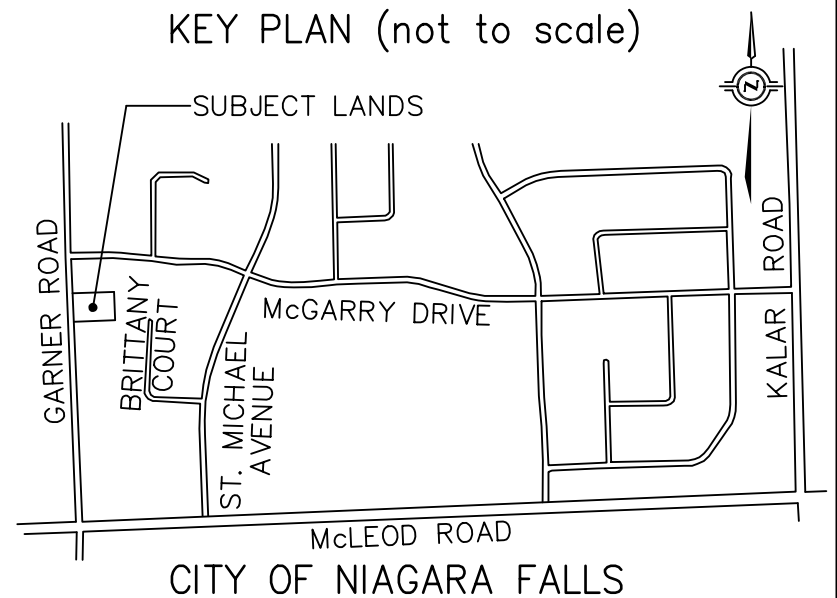 KEY PLAN (not to scale)
N
SUBJECT LANDS
GARNER ROAD
BRITTANY
COURT
McGARRY DRIVE
ST. MICHAEL
AVENUE
KALAR ROAD
McLEOD ROAD
CITY OF NIAGARA FALLS